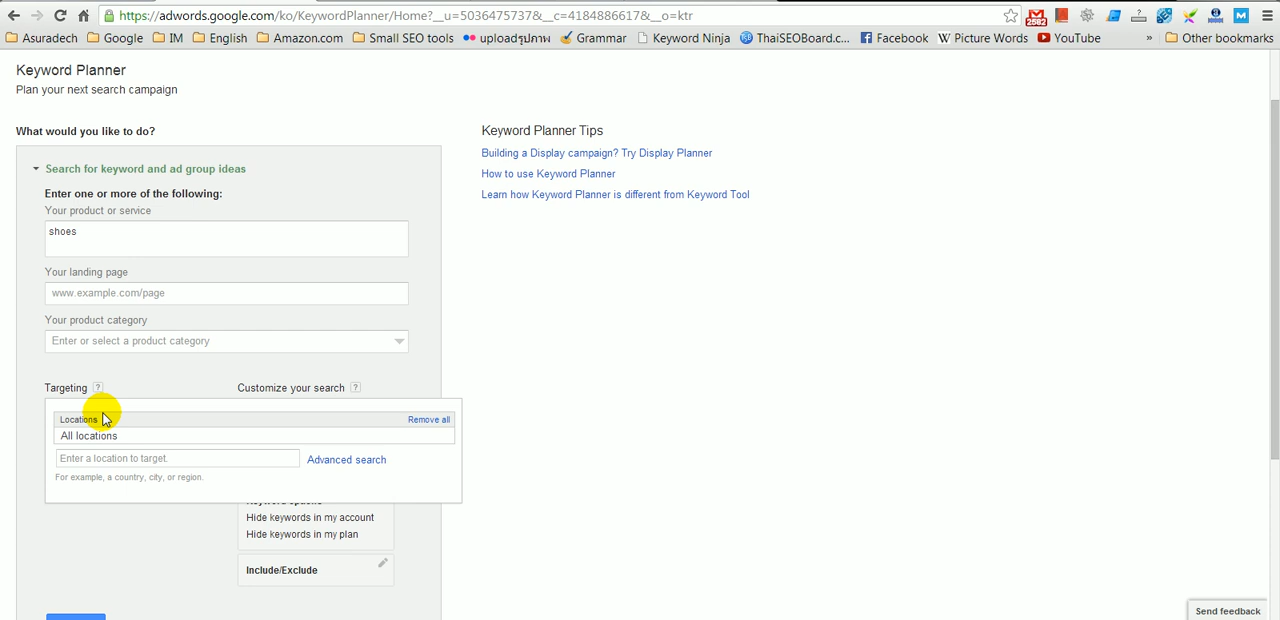 https://adwords.google.com/ko/KeywordPlanner/Home?__u=5036475737&__c=4184886617&__o=ktr
2582
Asuradech Google IM English Amazon.com Small SEO tools uploadรูปภาพ Grammar Keyword Ninja ThaiSEOBoard.c... Facebook W Picture Words YouTube » Other bookmarks
Keyword Planner
Plan your next search campaign
What would you like to do?
Search for keyword and ad group ideas
Enter one or more of the following:
Your product or service
shoes
Your landing page
www.example.com/page
Your product category
Enter or select a product category
Targeting ?
Customize your search ?
Locations
Remove all
All locations
Enter a location to target.
Advanced search
For example, a country, city, or region.
Hide keywords in my account
Hide keywords in my plan
Include/Exclude
Keyword Planner Tips
Building a Display campaign? Try Display Planner
How to use Keyword Planner
Learn how Keyword Planner is different from Keyword Tool
Send feedback